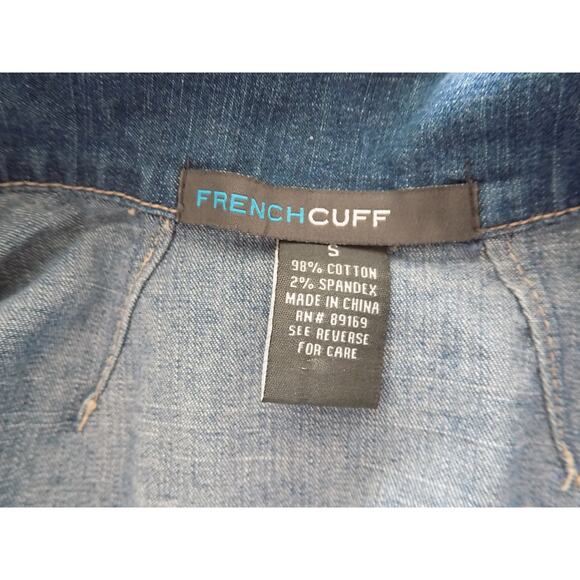 FRENCHCUFF
S
98% COTTON
2% SPANDEX
MADE IN CHINA
RN# 89169
SEE REVERSE
FOR CARE